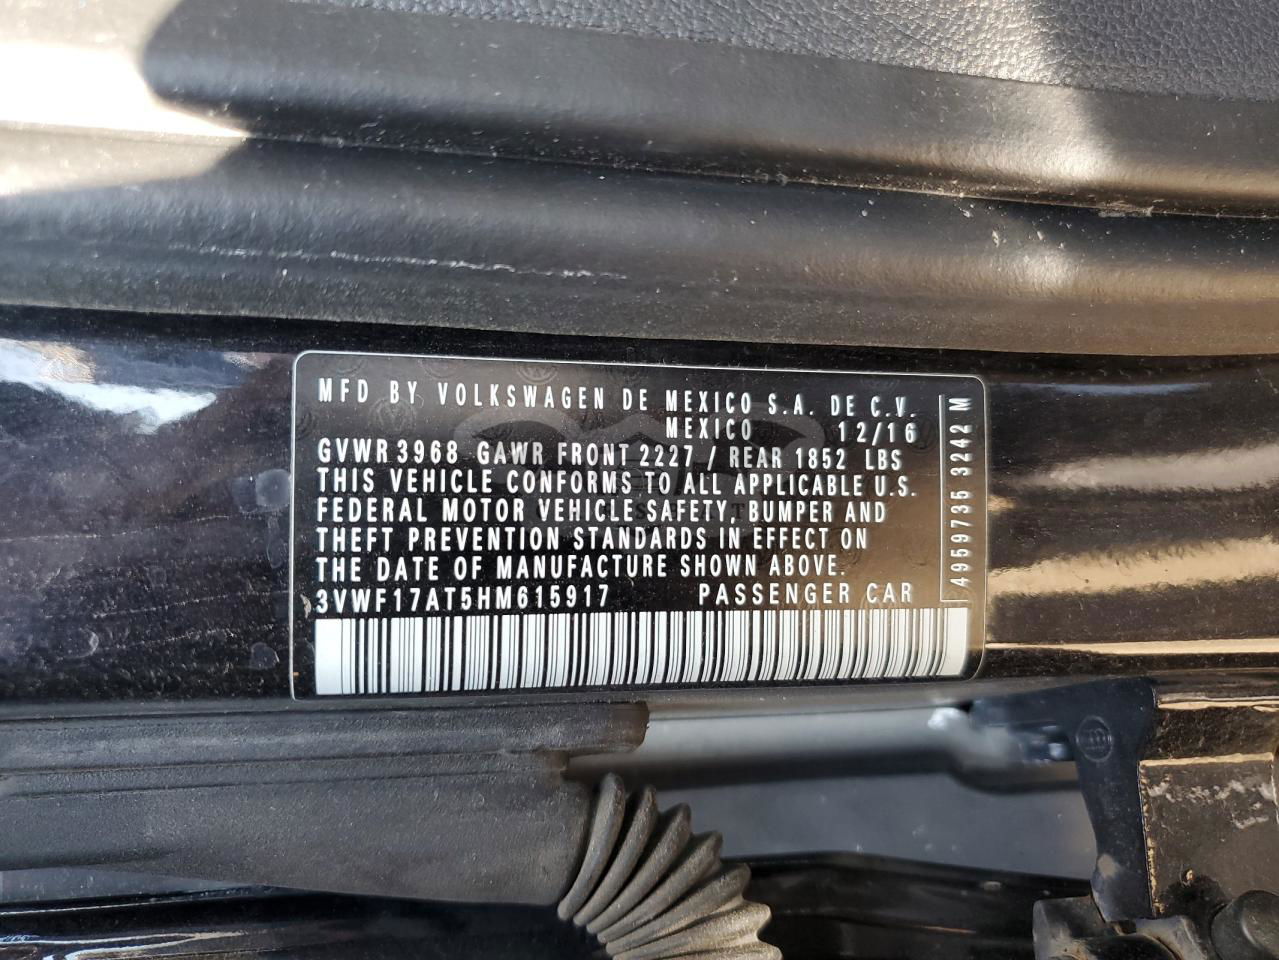 MFD BY VOLKSWAGEN DE MEXICO S.A. DE C.V.
MEXICO 12/16
GVWR 3968 GAWR FRONT 2227 / REAR 1852 LBS
THIS VEHICLE CONFORMS TO ALL APPLICABLE U.S.
FEDERAL MOTOR VEHICLE SAFETY, BUMPER AND
THEFT PREVENTION STANDARDS IN EFFECT ON
THE DATE OF MANUFACTURE SHOWN ABOVE.
3VWF17AT5HM615917 PASSENGER CAR
4959735 3242 M